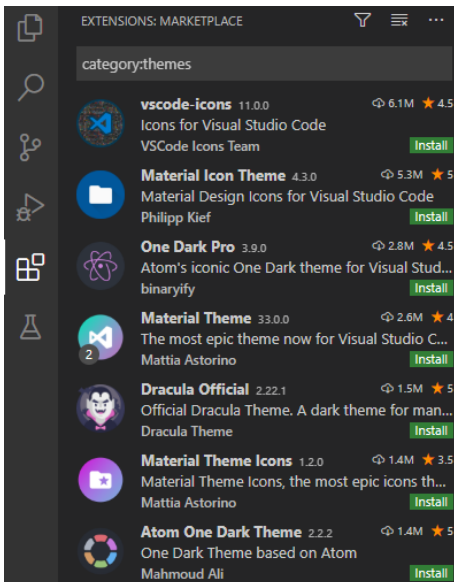 EXTENSIONS: MARKETPLACE
category:themes
vscode-icons 11.0.0 6.1M 4.5
Icons for Visual Studio Code
VSCode Icons Team Install
Material Icon Theme 4.3.0 5.3M 5
Material Design Icons for Visual Studio Code
Philipp Kief Install
One Dark Pro 3.9.0 2.8M 4.5
Atom's iconic One Dark theme for Visual Stud...
binaryify Install
Material Theme 33.0.0 2.6M 4
The most epic theme now for Visual Studio C...
2
Mattia Astorino Install
Dracula Official 2.22.1 1.5M 5
Official Dracula Theme. A dark theme for man...
Dracula Theme Install
Material Theme Icons 1.2.0 1.4M 3.5
Material Theme Icons, the most epic icons th...
Mattia Astorino Install
Atom One Dark Theme 2.2.2 1.4M 5
One Dark Theme based on Atom
Mahmoud Ali Install